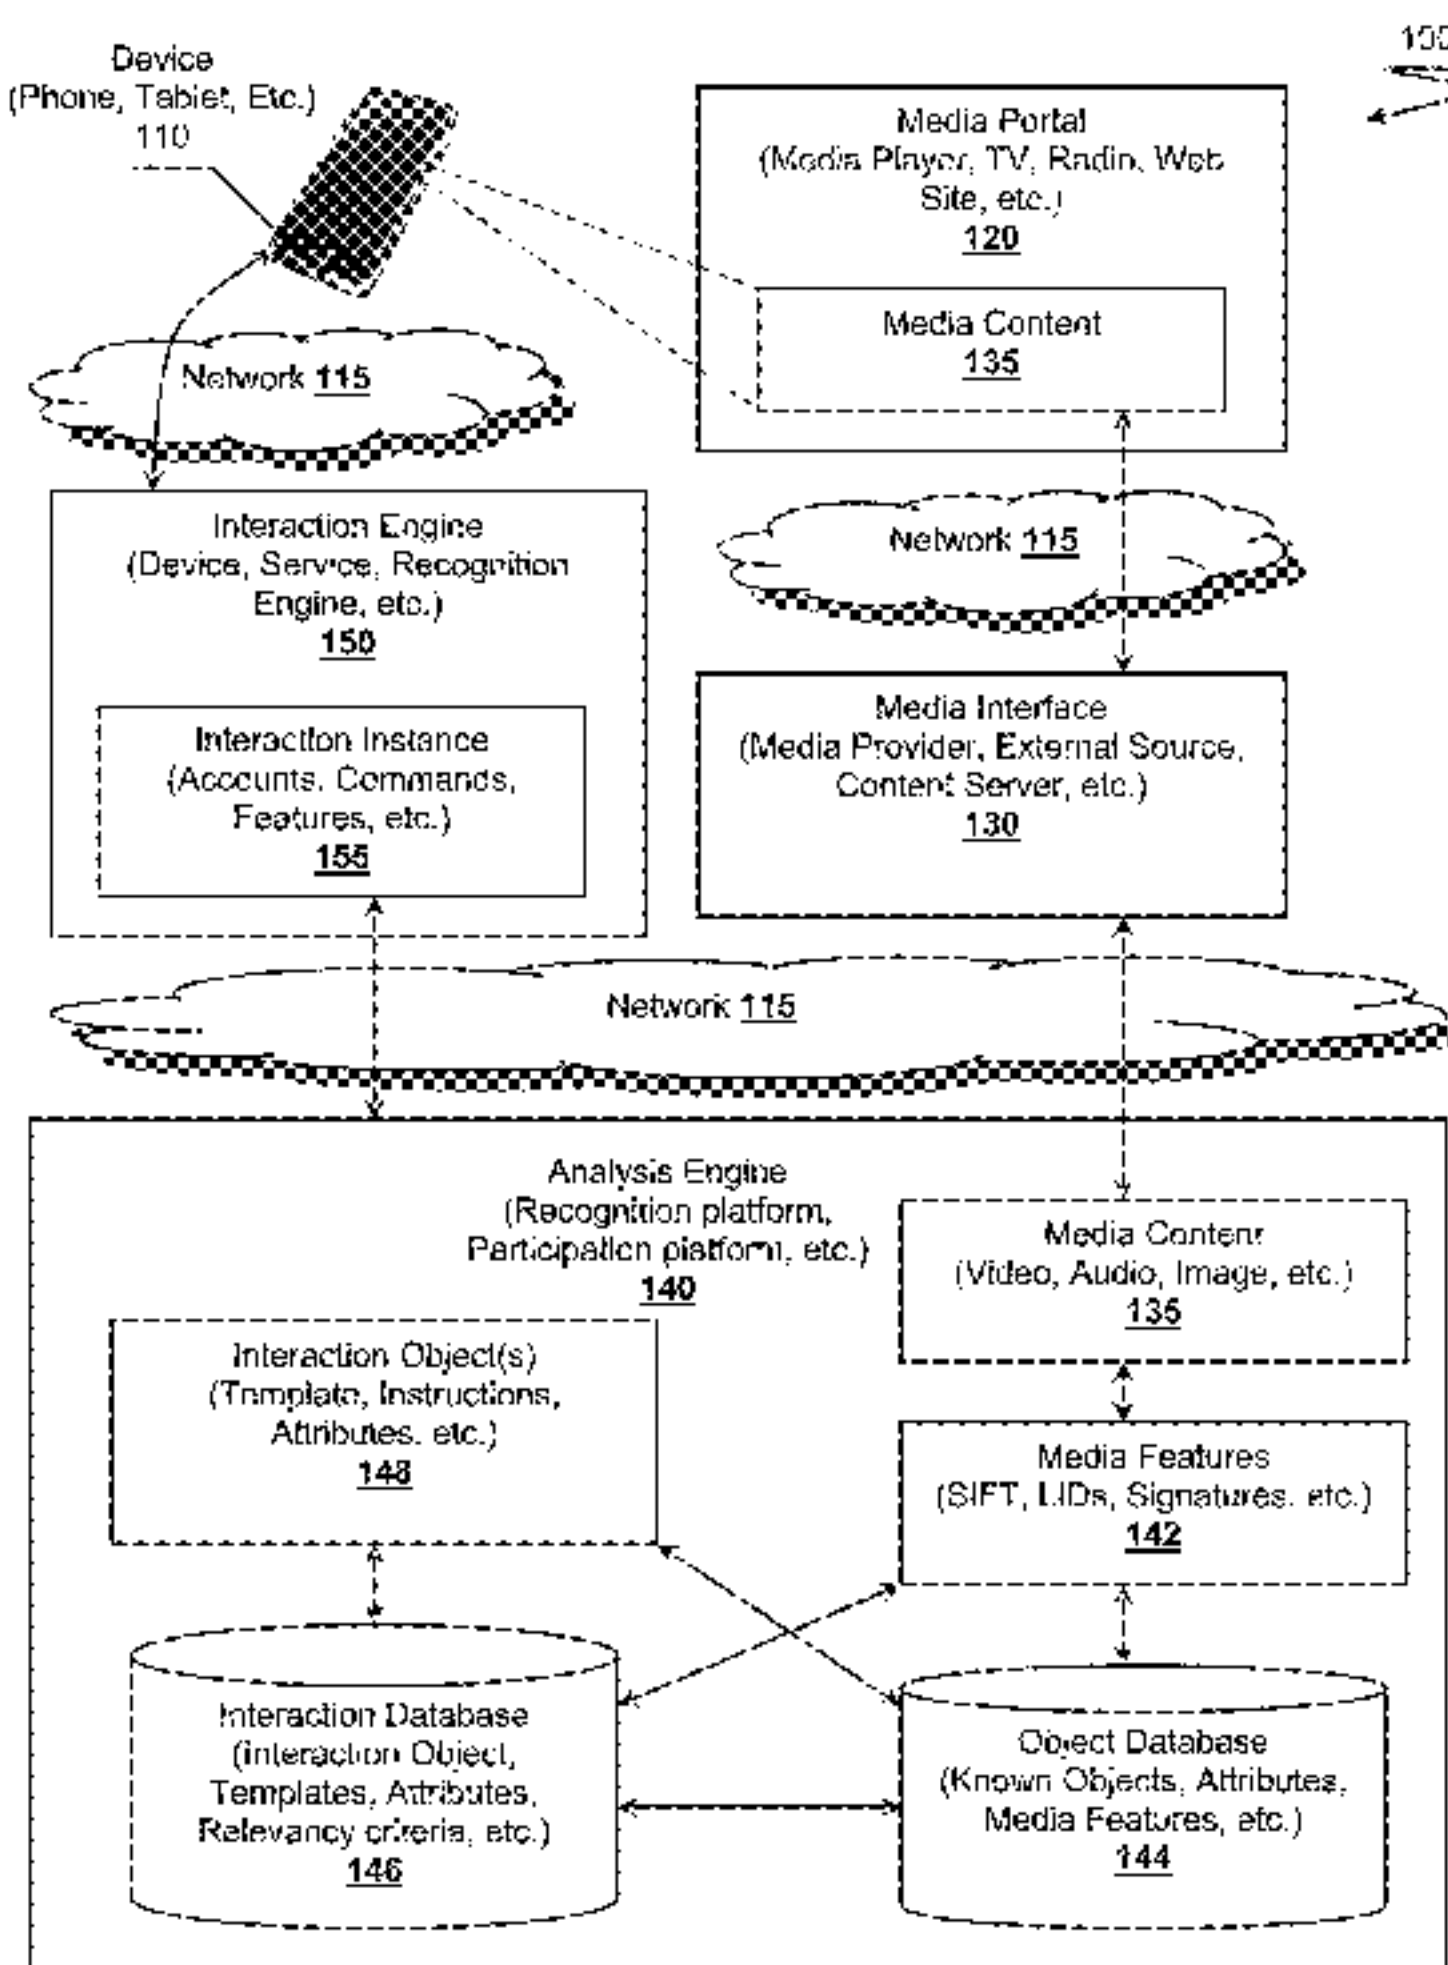 100
Device
(Phone, Tablet, Etc.)
110
Media Portal
(Media Player, TV, Radio, Web
Site, etc.)
120
Media Content
135
Network 115
Interaction Engine
(Device, Service, Recognition
Engine, etc.)
150
Network 115
Interaction Instance
(Accounts, Commands,
Features, etc.)
155
Media Interface
(Media Provider, External Source,
Content Server, etc.)
130
Network 115
Analysis Engine
(Recognition platform,
Participation platform, etc.)
140
Media Content
(Video, Audio, Image, etc.)
135
Interaction Object(s)
(Template, Instructions,
Attributes, etc.)
148
Media Features
(SIFT, LIDs, Signatures, etc.)
142
Interaction Database
(interaction Object,
Templates, Attributes,
Relevancy criteria, etc.)
146
Object Database
(Known Objects, Attributes,
Media Features, etc.)
144